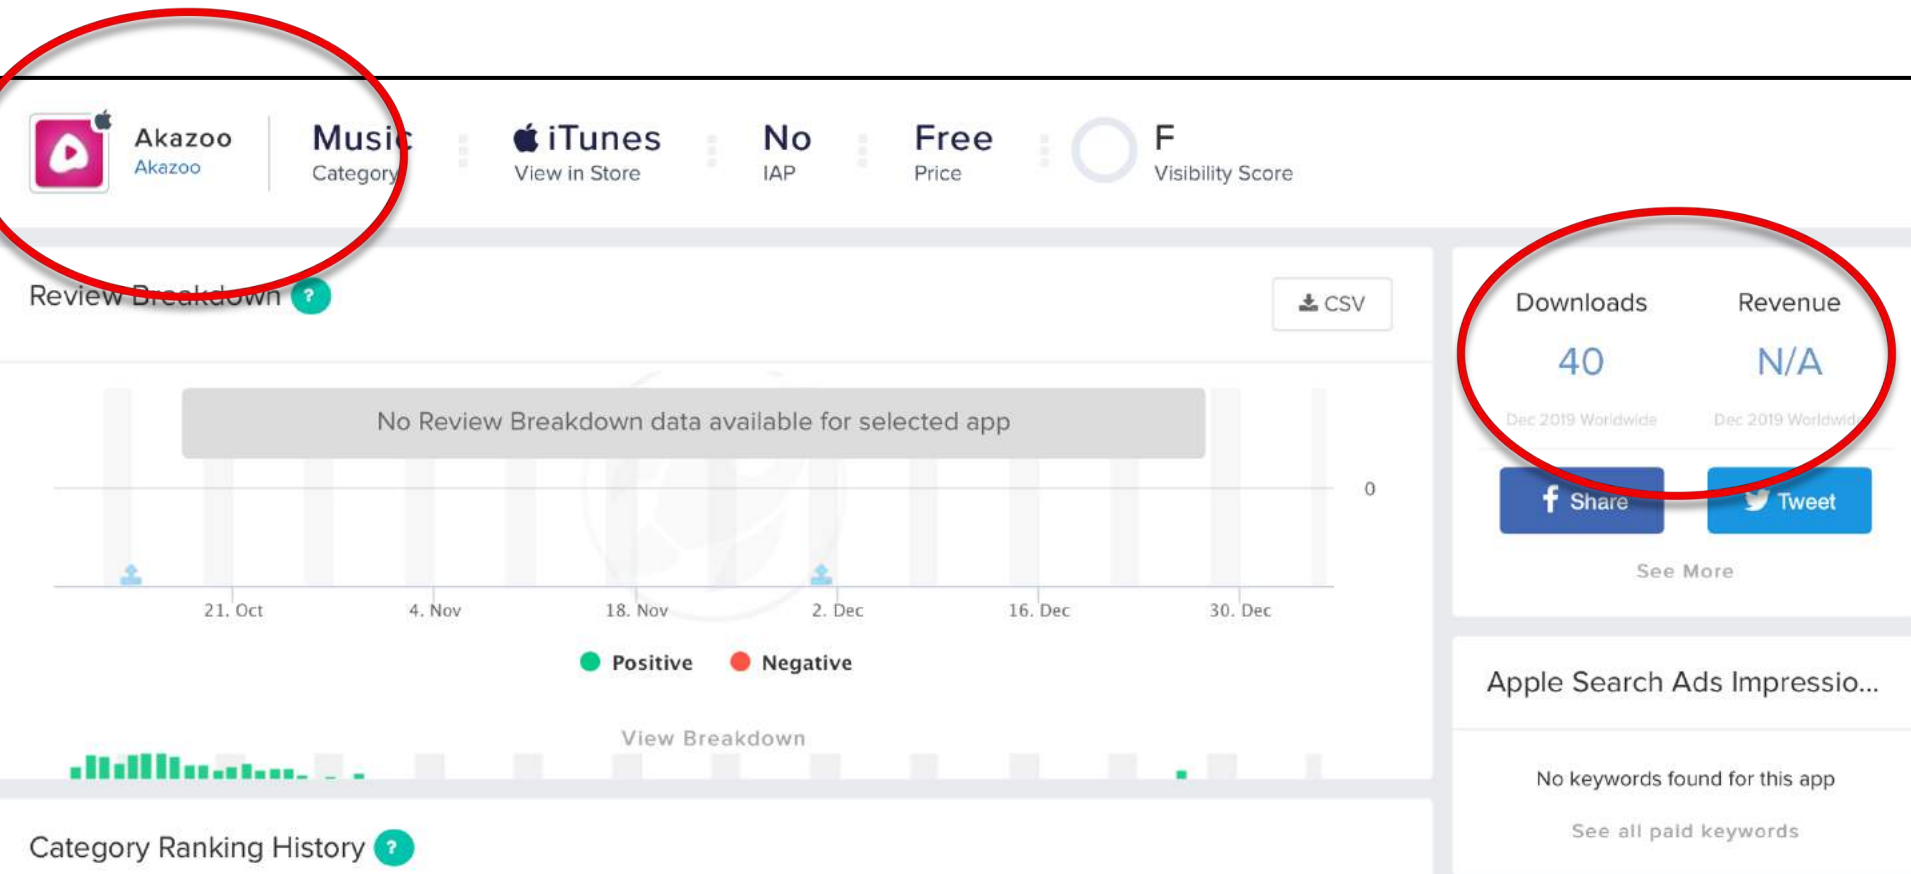 Akazoo
Akazoo
Music
Category
iTunes
View in Store
No
IAP
Free
Price
F
Visibility Score
Review Breakdown ?
CSV
No Review Breakdown data available for selected app
0
21. Oct 4. Nov 18. Nov 2. Dec 16. Dec 30. Dec
Positive Negative
View Breakdown
Category Ranking History ?
Downloads Revenue
40 N/A
Dec 2019 Worldwide Dec 2019 Worldwide
f Share Tweet
See More
Apple Search Ads Impressio...
No keywords found for this app
See all paid keywords